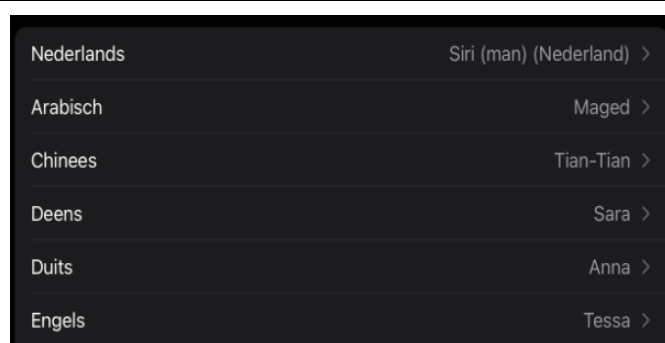 Nederlands Siri (man) (Nederland) >
Arabisch Maged >
Chinees Tian-Tian >
Deens Sara >
Duits Anna >
Engels Tessa >